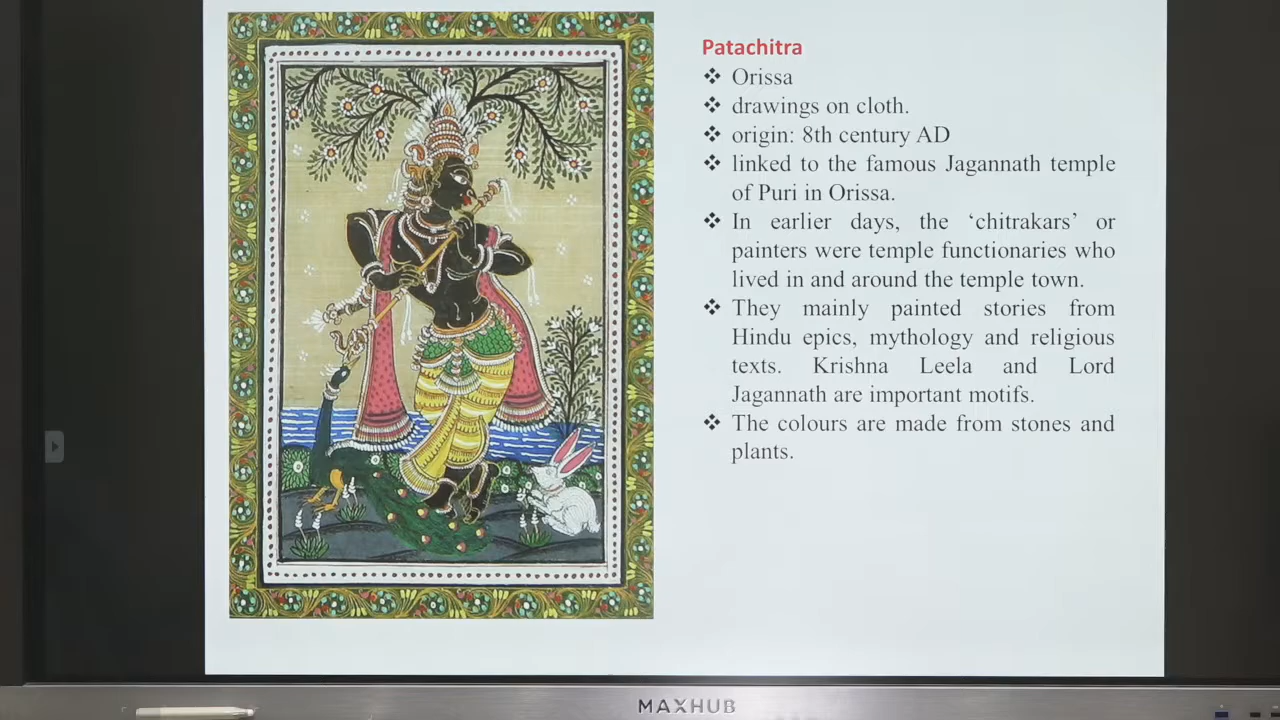 Patachitra
❖ Orissa
❖ drawings on cloth.
❖ origin: 8th century AD
❖ linked to the famous Jagannath temple
of Puri in Orissa.
❖ In earlier days, the ‘chitrakars’ or
painters were temple functionaries who
lived in and around the temple town.
❖ They mainly painted stories from
Hindu epics, mythology and religious
texts. Krishna Leela and Lord
Jagannath are important motifs.
❖ The colours are made from stones and
plants.
MAXHUB